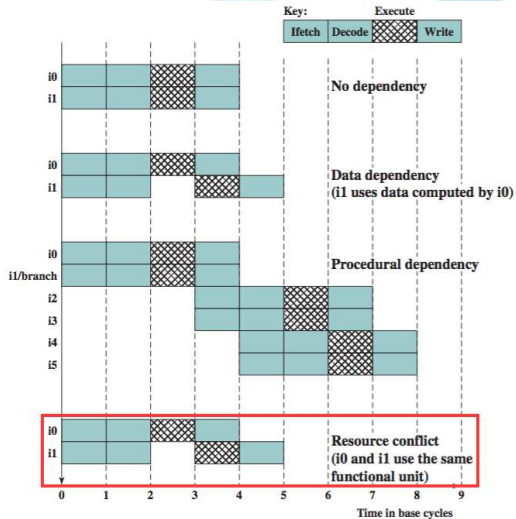 Key:
Execute
Ifetch
Decode
Write
i0
i1
No dependency
i0
i1
Data dependency
(i1 uses data computed by i0)
i0
i1/branch
i2
i3
i4
i5
Procedural dependency
i0
i1
Resource conflict
(i0 and i1 use the same
functional unit)
0 1 2 3 4 5 6 7 8 9
Time in base cycles